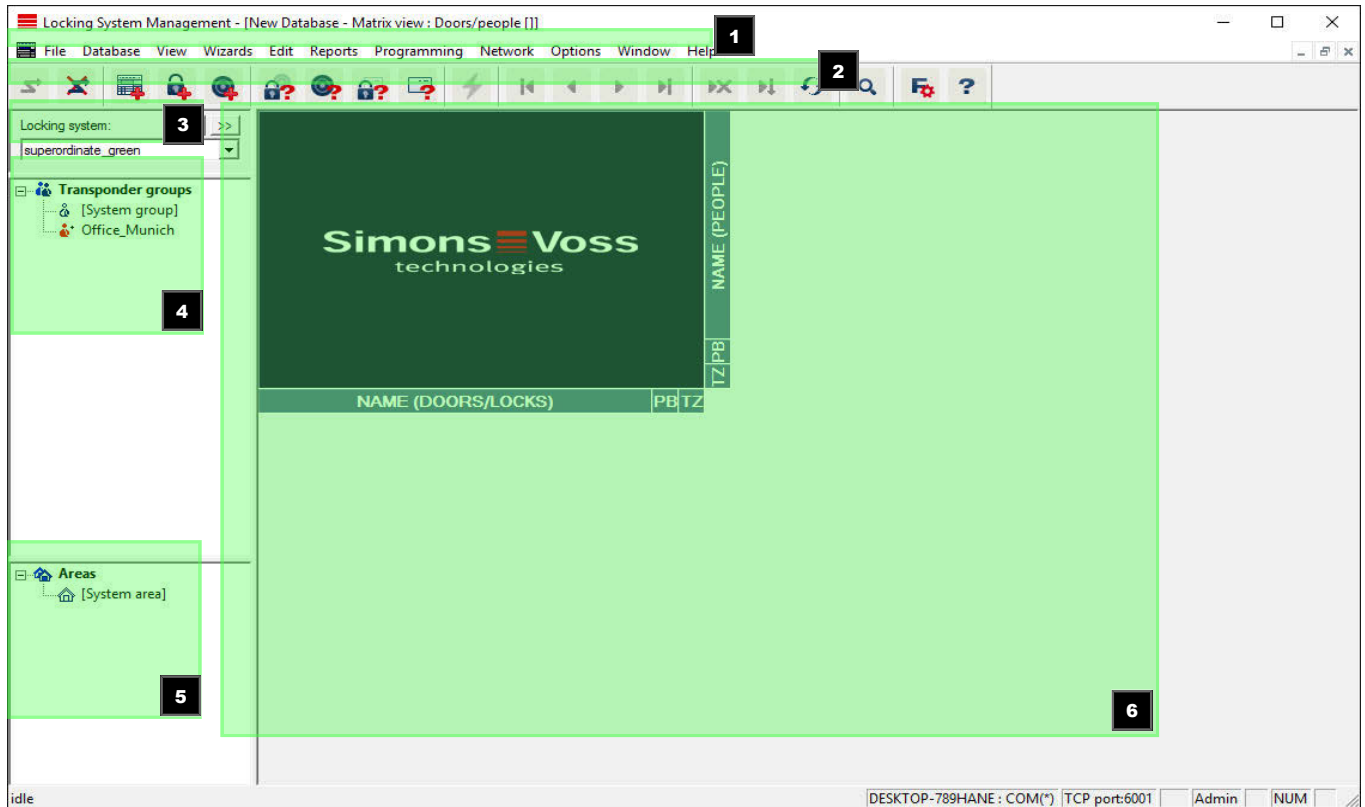 Locking System Management - [New Database - Matrix view : Doors/people []]
File Database View Wizards Edit Reports Programming Network Options Window Help
1
2
Locking system:
3
>>
superordinate_green
Transponder groups
[System group]
Office_Munich
4
Simons Voss
technologies
NAME (PEOPLE)
PB
TZ
NAME (DOORS/LOCKS) PB TZ
Areas
[System area]
5
6
idle DESKTOP-789HANE : COM(*) TCP port:6001 Admin NUM